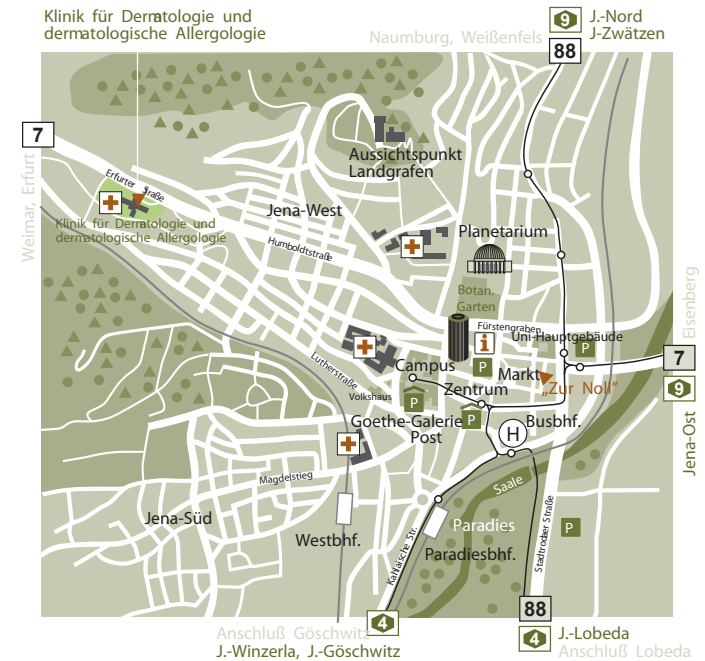 Klinik für Dermatologie und
dermatologische Allergologie
9 J.-Nord
J-Zwätzen
Naumburg, Weißenfels
88
7
Weimar, Erfurt
Aussichtspunkt
Landgrafen
Erfurter Straße
Jena-West
Klinik für Dermatologie und
dermatologische Allergologie
Planetarium
Humboldtstraße
Botan.
Garten
Eisenberg
Fürstengraben
i
Uni-Hauptgebäude
P
7
Lutherstraße
Campus
P
Markt
9
Zentrum
„Zur Noll"
Volkshaus
P
Goethe-Galerie
P
Busbhf.
Post
H
Jena-Ost
Magdelstieg
Saale
Jena-Süd
Paradies
P
Westbhf.
Paradiesbhf.
Kahlaische Str.
Stadtrodaer Straße
88
4
Anschluß Göschwitz
J.-Winzerla, J.-Göschwitz
4
J.-Lobeda
Anschluß Lobeda